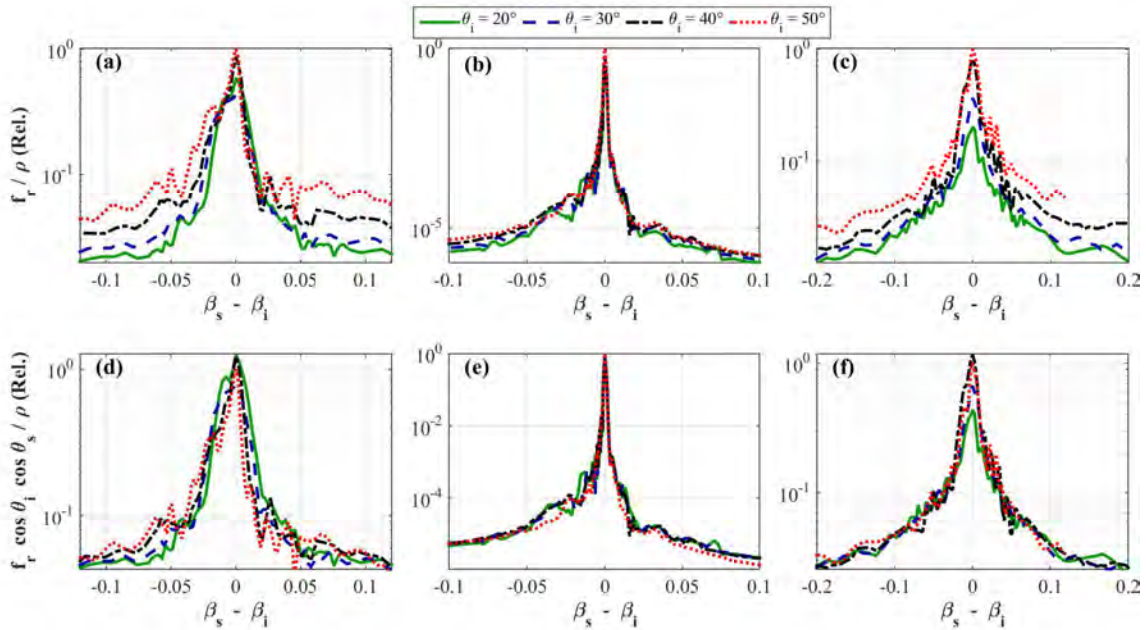 θi = 20° θi = 30° θi = 40° θi = 50°
(a) (b) (c)
fr / ρ (Rel.)
10^0 10^-1
10^0 10^-5
10^0 10^-1
-0.1 -0.05 0 0.05 0.1
-0.1 -0.05 0 0.05 0.1
-0.2 -0.1 0 0.1 0.2
βs - βi βs - βi βs - βi
(d) (e) (f)
fr cos θi cos θs / ρ (Rel.)
10^0 10^-1
10^0 10^-2 10^-4
10^0 10^-1
-0.1 -0.05 0 0.05 0.1
-0.1 -0.05 0 0.05 0.1
-0.2 -0.1 0 0.1 0.2
βs - βi βs - βi βs - βi